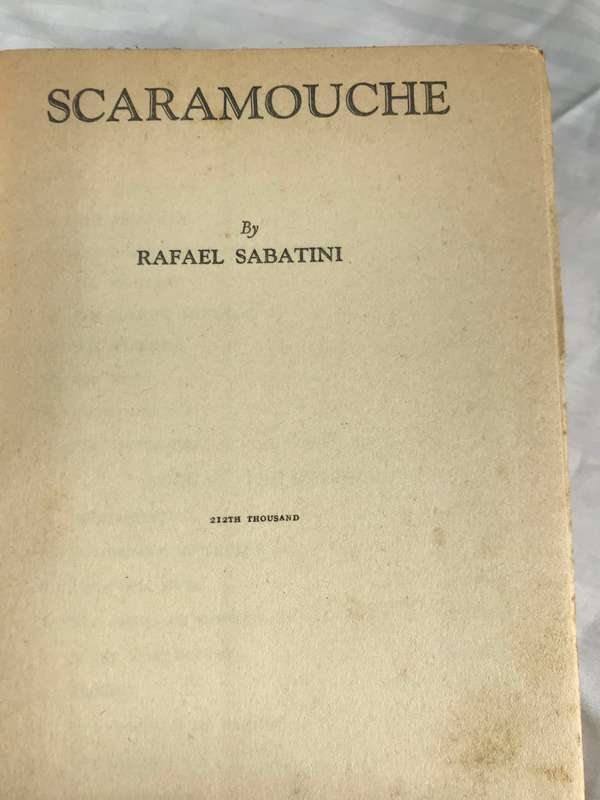 SCARAMOUCHE
By
RAFAEL SABATINI
212TH THOUSAND